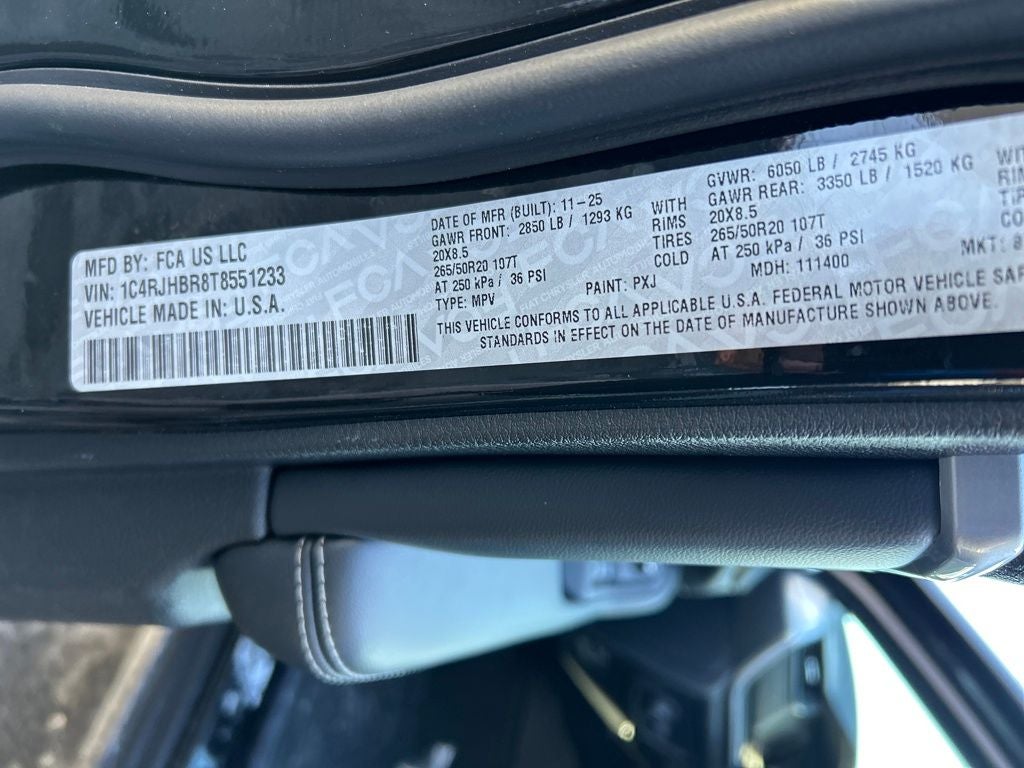 MFD BY: FCA US LLC
VIN: 1C4RJHBR8T8551233
VEHICLE MADE IN: U.S.A.
DATE OF MFR (BUILT): 11-25
GAWR FRONT: 2850 LB / 1293 KG
20X8.5
265/50R20 107T
AT 250 kPa / 36 PSI
TYPE: MPV
PAINT: PXJ
WITH
RIMS
TIRES
COLD
GVWR: 6050 LB / 2745 KG
GAWR REAR: 3350 LB / 1520 KG
20X8.5
265/50R20 107T
AT 250 kPa / 36 PSI
MDH: 111400
MKT: 8
THIS VEHICLE CONFORMS TO ALL APPLICABLE U.S.A. FEDERAL MOTOR VEHICLE
STANDARDS IN EFFECT ON THE DATE OF MANUFACTURE SHOWN ABOVE.